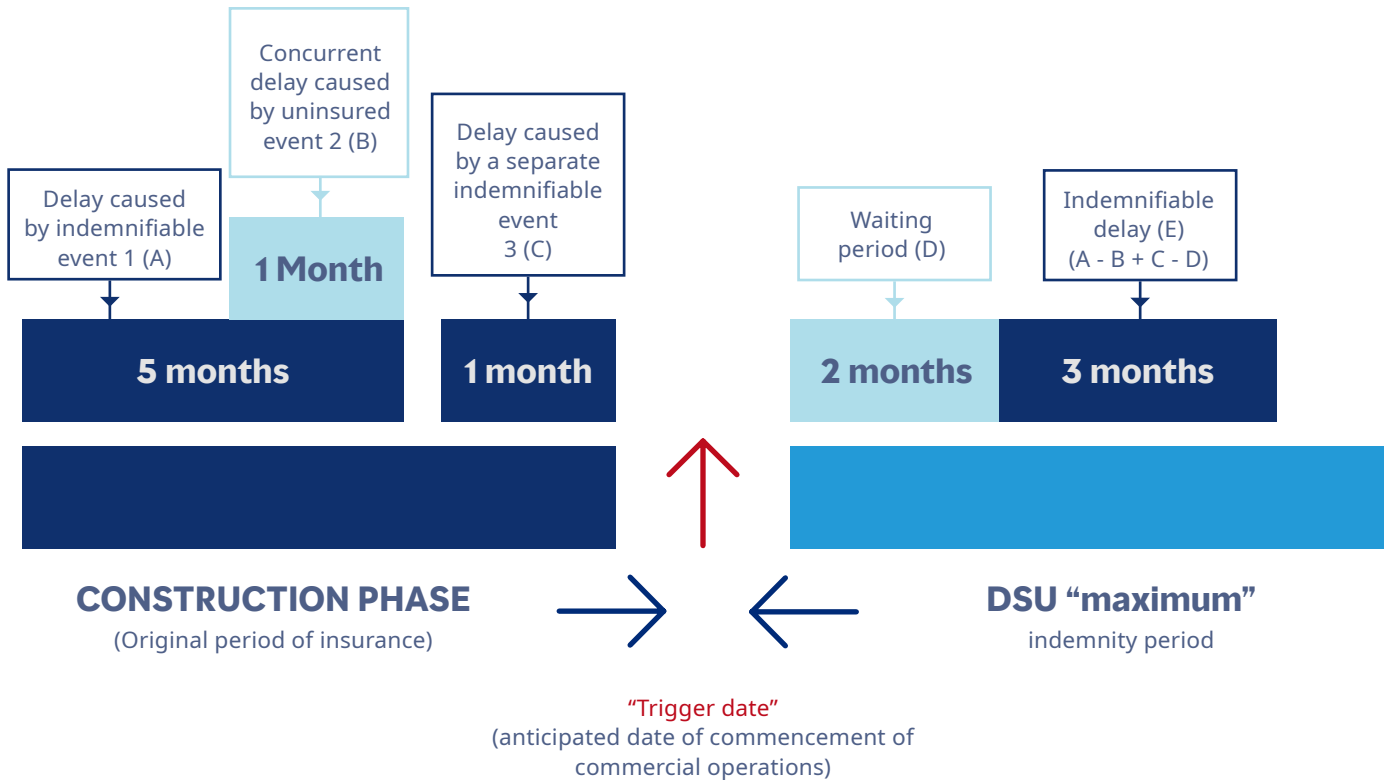 Concurrent
delay caused
by uninsured
event 2 (B)
Delay caused
by a separate
indemnifiable
event
3 (C)
Delay caused
by indemnifiable
event 1 (A)
Waiting
period (D)
Indemnifiable
delay (E)
(A - B + C - D)
1 Month
5 months
1 month
2 months
3 months
CONSTRUCTION PHASE
(Original period of insurance)
DSU “maximum”
indemnity period
“Trigger date”
(anticipated date of commencement of
commercial operations)